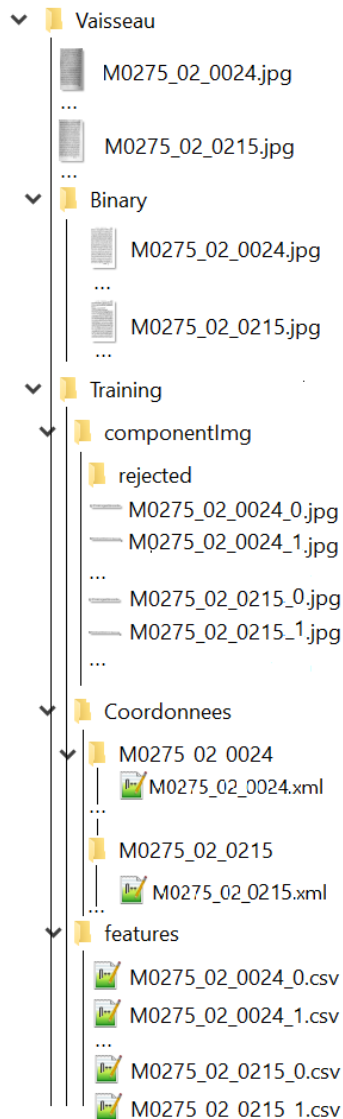 Vaisseau
M0275_02_0024.jpg
...
M0275_02_0215.jpg
...
Binary
M0275_02_0024.jpg
...
M0275_02_0215.jpg
...
Training
componentImg
rejected
M0275_02_0024_0.jpg
M0275_02_0024_1.jpg
...
M0275_02_0215_0.jpg
M0275_02_0215_1.jpg
...
Coordonnees
M0275_02_0024
M0275_02_0024.xml
...
M0275_02_0215
M0275_02_0215.xml
...
features
M0275_02_0024_0.csv
M0275_02_0024_1.csv
...
M0275_02_0215_0.csv
M0275_02_0215_1.csv